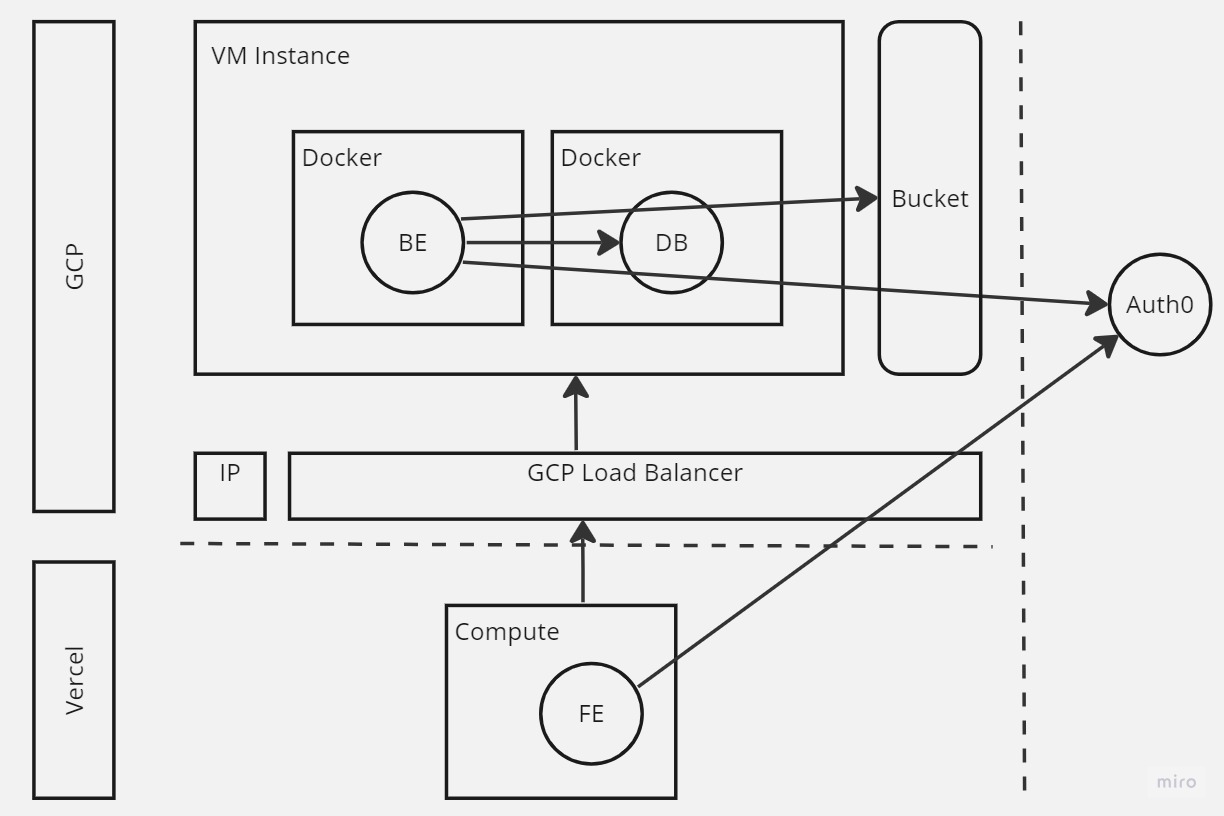 GCP
VM Instance
Docker
BE
Docker
DB
Bucket
Auth0
IP
GCP Load Balancer
Vercel
Compute
FE
miro